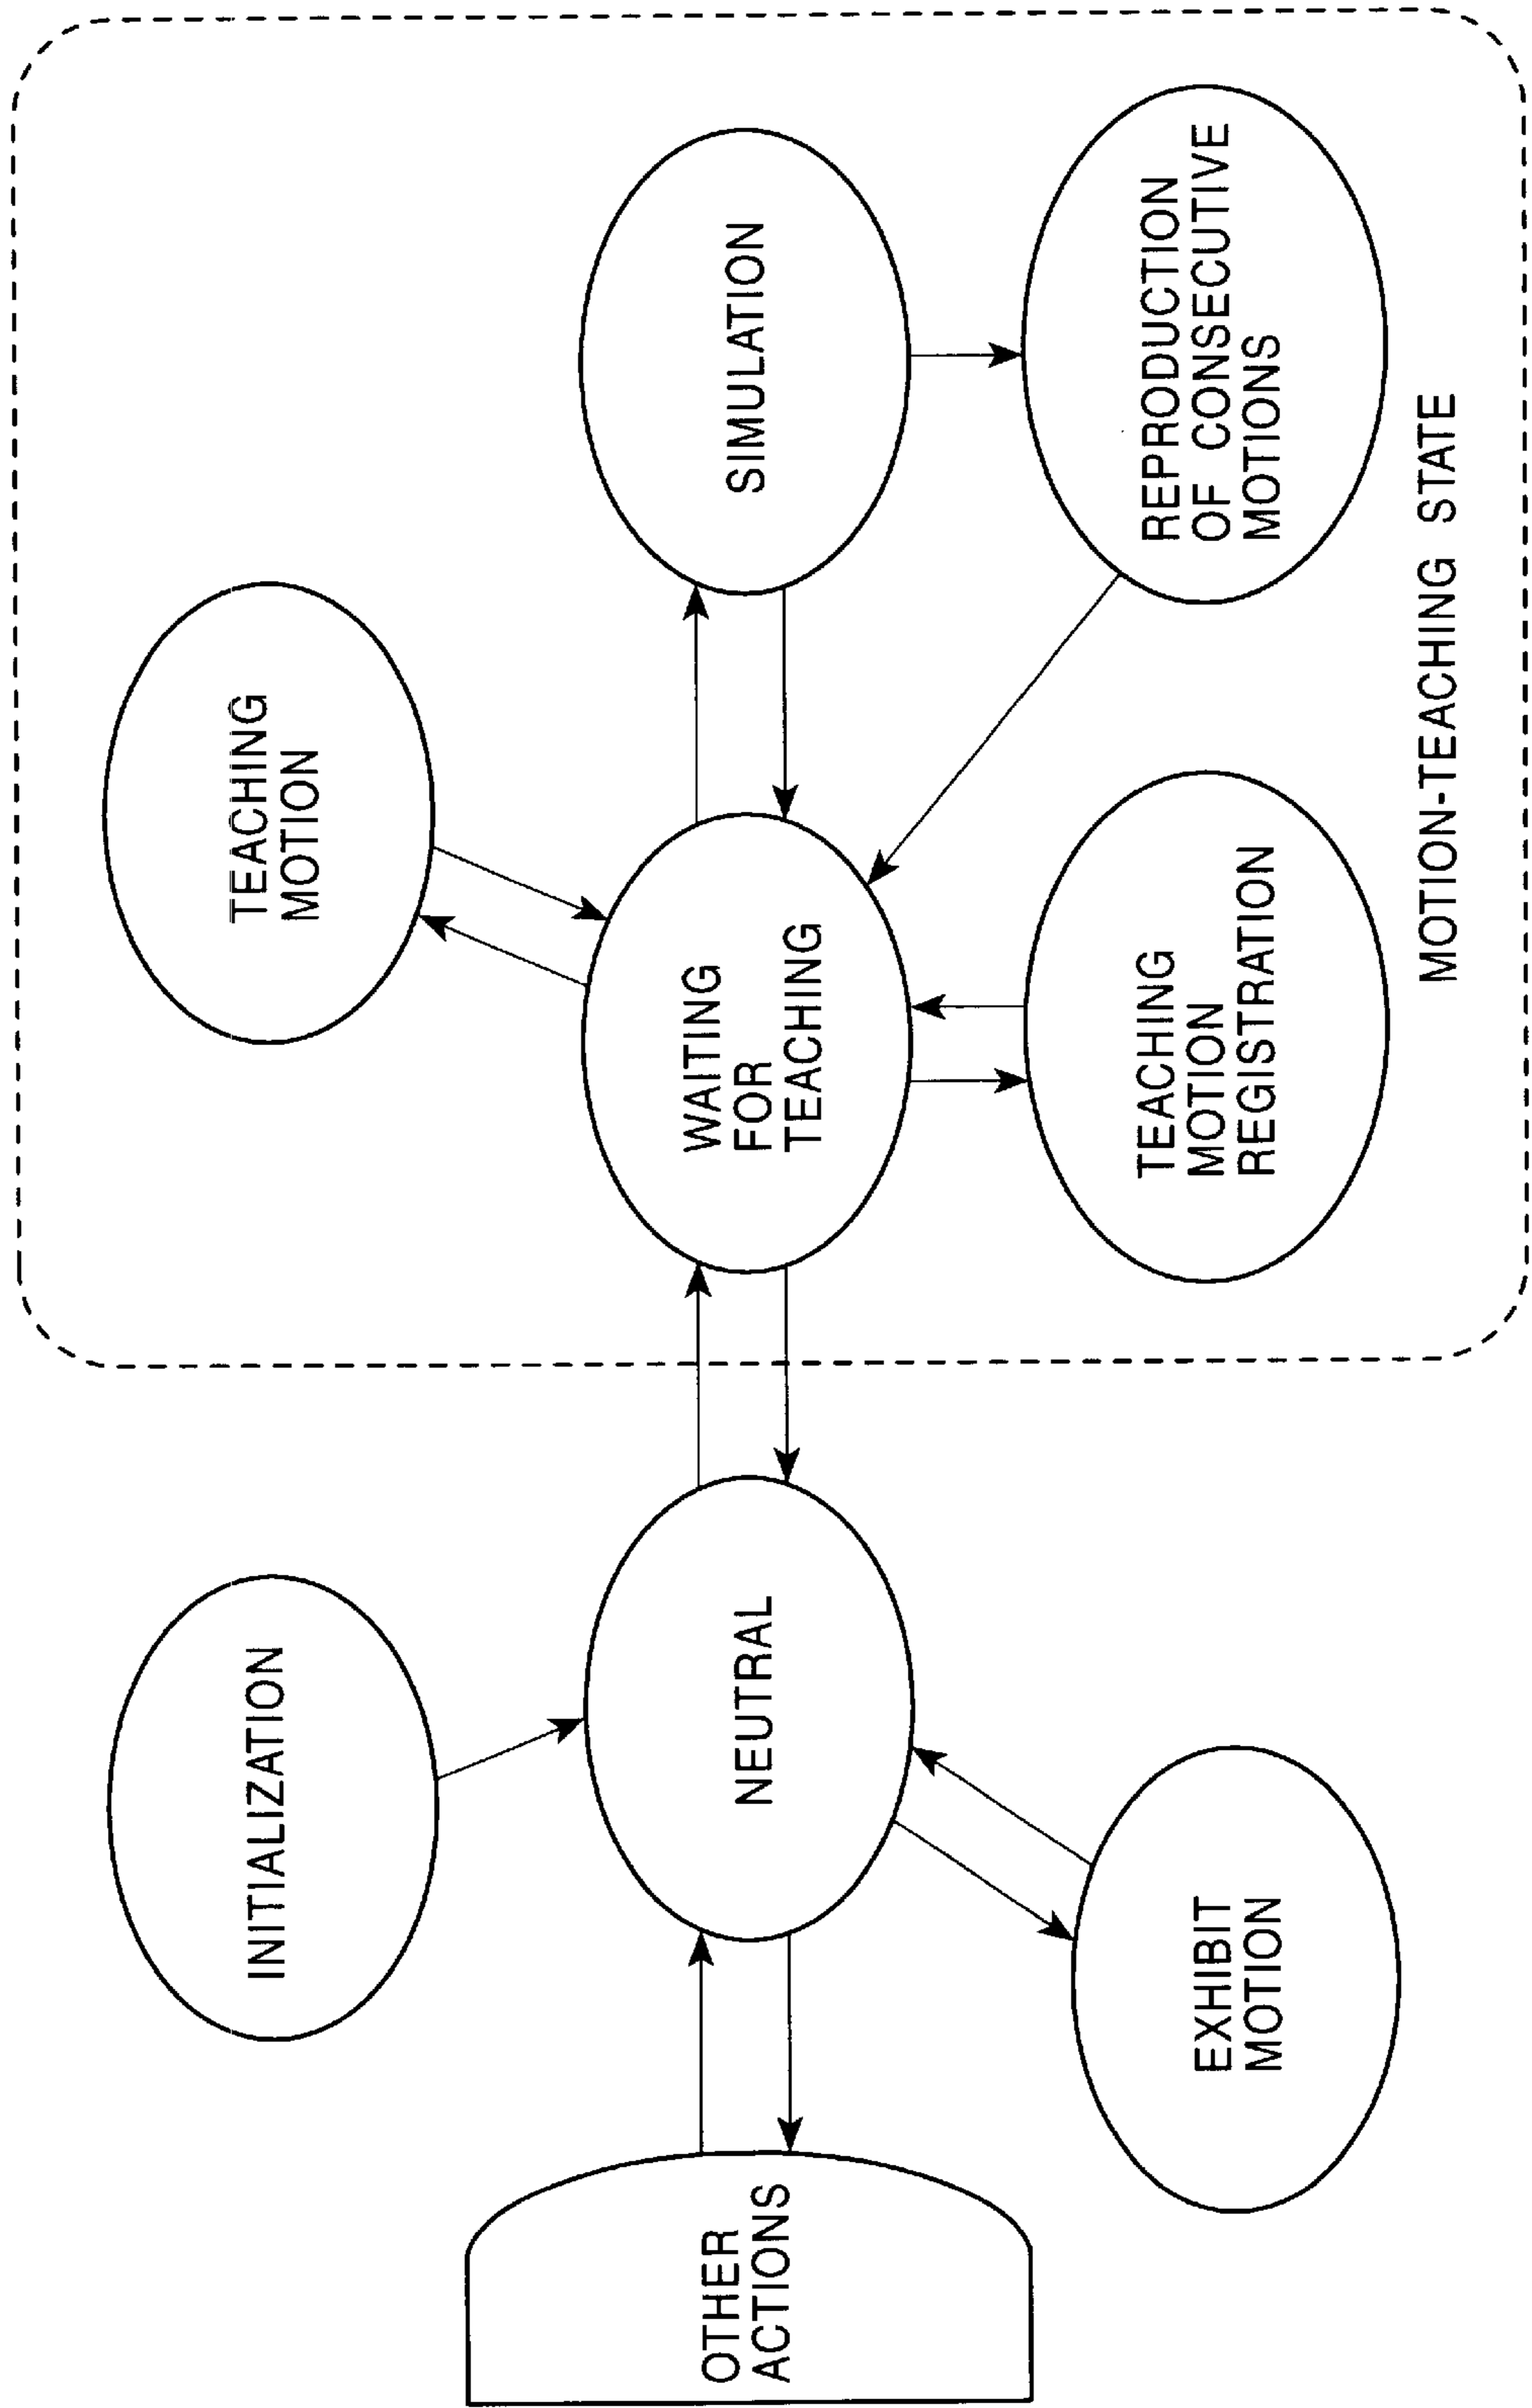 INITIALIZATION
TEACHING
MOTION
OTHER
ACTIONS
NEUTRAL
WAITING
FOR
TEACHING
SIMULATION
EXHIBIT
MOTION
TEACHING
MOTION
REGISTRATION
REPRODUCTION
OF CONSECUTIVE
MOTIONS
MOTION-TEACHING STATE